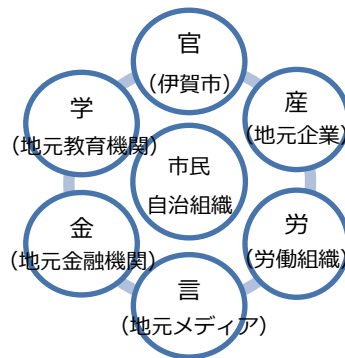 官
（伊賀市）
産
（地元企業）
労
（労働組織）
言
（地元メディア）
金
（地元金融機関）
学
（地元教育機関）
市民
自治組織